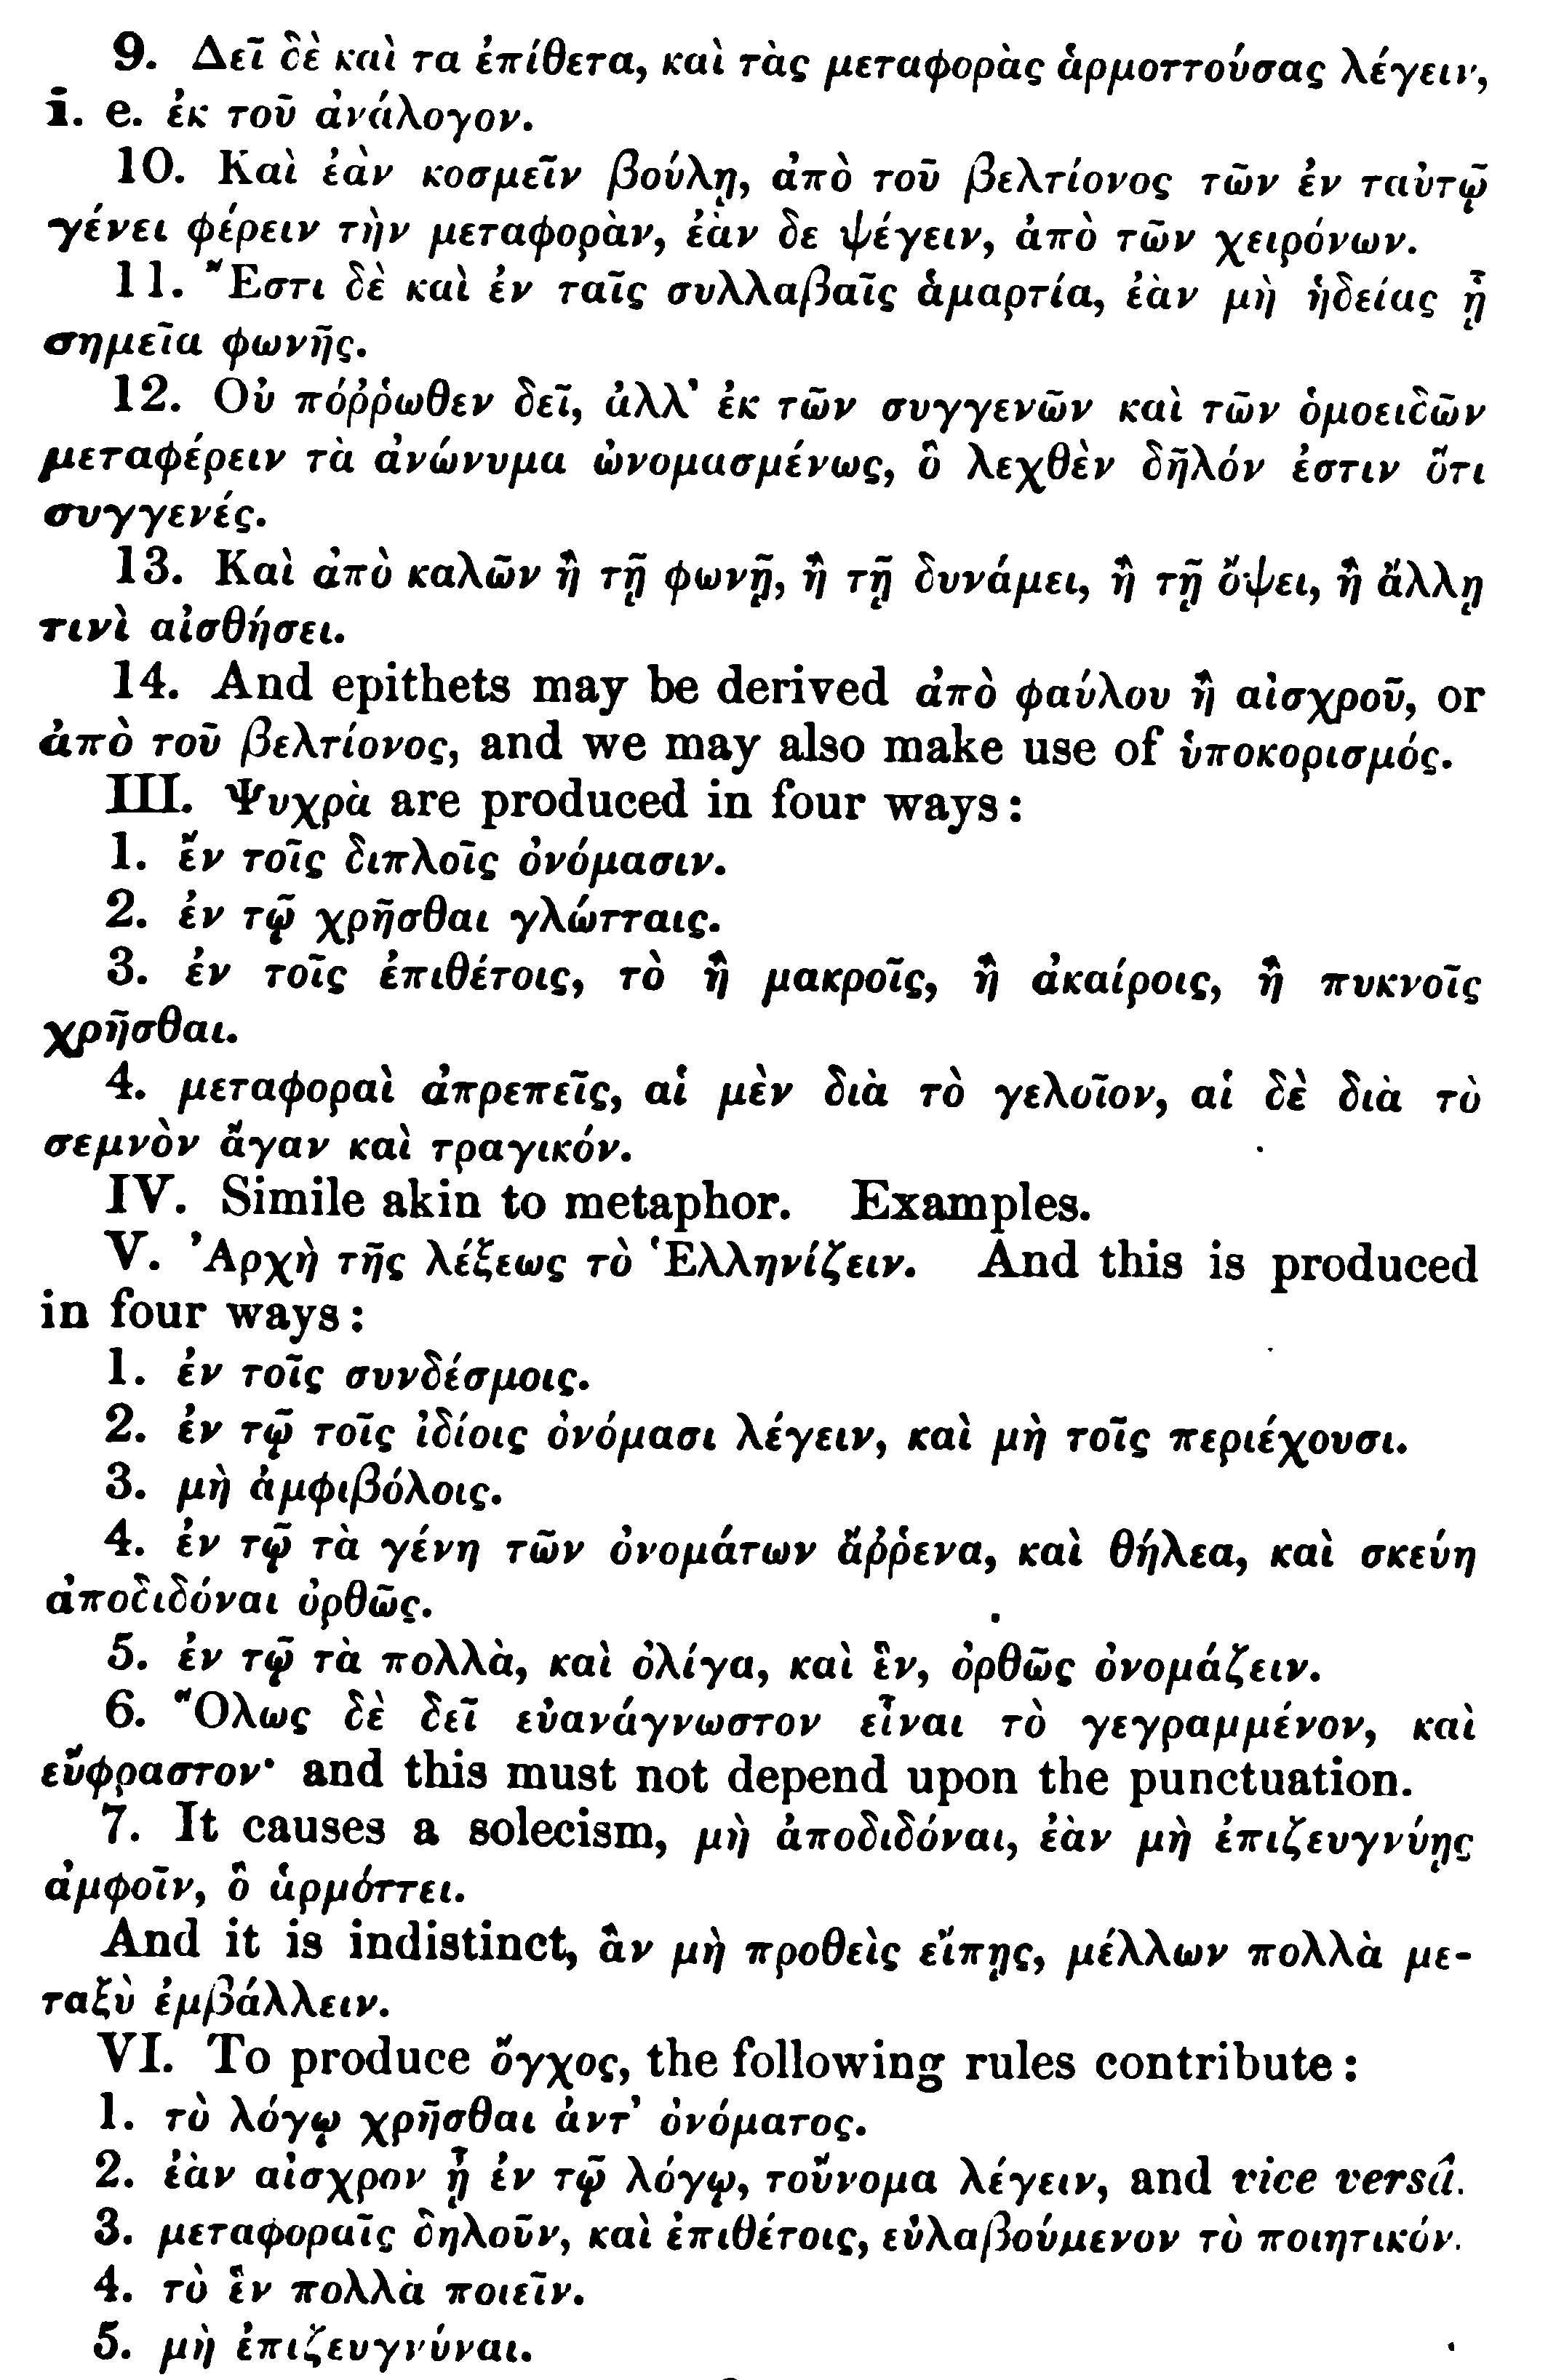 9. Δεῖ δὲ καὶ τα ἐπίθετα, καὶ τὰς μεταφορὰς ἁρμοττούσας λέγειν,
i. e. ἐκ τοῦ ἀνάλογον.
10. Καὶ ἐὰν κοσμεῖν βούλῃ, ἀπὸ τοῦ βελτίονος τῶν ἐν ταὐτῷ
γένει φέρειν τὴν μεταφορὰν, ἐὰν δε ψέγειν, ἀπὸ τῶν χειρόνων.
11. Ἔστι δὲ καὶ ἐν ταῖς συλλαβαῖς ἁμαρτία, ἐὰν μὴ ἡδείας ᾖ
σημεῖα φωνῆς.
12. Οὐ πόῤῥωθεν δεῖ, ἀλλ' ἐκ τῶν συγγενῶν καὶ τῶν ὁμοειδῶν
μεταφέρειν τὰ ἀνώνυμα ὠνομασμένως, ὃ λεχθὲν δῆλόν ἐστιν ὅτι
συγγενές.
13. Καὶ ἀπὸ καλῶν ἢ τῇ φωνῇ, ἢ τῇ δυνάμει, ἢ τῇ ὄψει, ἢ ἄλλῃ
τινὶ αἰσθήσει.
14. And epithets may be derived ἀπὸ φαύλου ἢ αἰσχροῦ, or
ἀπὸ τοῦ βελτίονος, and we may also make use of ὑποκορισμός.
III. Ψυχρὰ are produced in four ways:
1. ἔν τοῖς διπλοῖς ὀνόμασιν.
2. ἐν τῷ χρῆσθαι γλώτταις.
3. ἐν τοῖς ἐπιθέτοις, τὸ ἢ μακροῖς, ἢ ἀκαίροις, ἢ πυκνοῖς
χρῆσθαι.
4. μεταφοραὶ ἀπρεπεῖς, αἱ μὲν διὰ τὸ γελοῖον, αἱ δὲ διὰ τὸ
σεμνὸν ἄγαν καὶ τραγικόν.
IV. Simile akin to metaphor. Examples.
V. Ἀρχὴ τῆς λέξεως τὸ Ἑλληνίζειν. And this is produced
in four ways:
1. ἐν τοῖς συνδέσμοις.
2. ἐν τῷ τοῖς ἰδίοις ὀνόμασι λέγειν, καὶ μὴ τοῖς περιέχουσι.
3. μὴ ἀμφιβόλοις.
4. ἐν τῷ τὰ γένη τῶν ὀνομάτων ἄῤῥενα, καὶ θήλεα, καὶ σκεύη
ἀποδιδόναι ὀρθῶς.
5. ἐν τῷ τὰ πολλὰ, καὶ ὀλίγα, καὶ ἓν, ὀρθῶς ὀνομάζειν.
6. Ὅλως δὲ δεῖ εὐανάγνωστον εἶναι τὸ γεγραμμένον, καὶ
εὔφραστον· and this must not depend upon the punctuation.
7. It causes a solecism, μὴ ἀποδιδόναι, ἐὰν μὴ ἐπιζευγνύῃς
ἀμφοῖν, ὃ ἁρμόττει.
And it is indistinct, ἂν μὴ προθεὶς εἴπῃς, μέλλων πολλὰ με-
ταξὺ ἐμβάλλειν.
VI. To produce ὄγχος, the following rules contribute:
1. τὸ λόγῳ χρῆσθαι ἀντ' ὀνόματος.
2. ἐὰν αἰσχρον ᾖ ἐν τῷ λόγῳ, τοὔνομα λέγειν, and vice versâ.
3. μεταφοραῖς δηλοῦν, καὶ ἐπιθέτοις, εὐλαβούμενον τὸ ποιητικόν.
4. τὸ ἓν πολλὰ ποιεῖν.
5. μὴ ἐπιζευγνύναι.